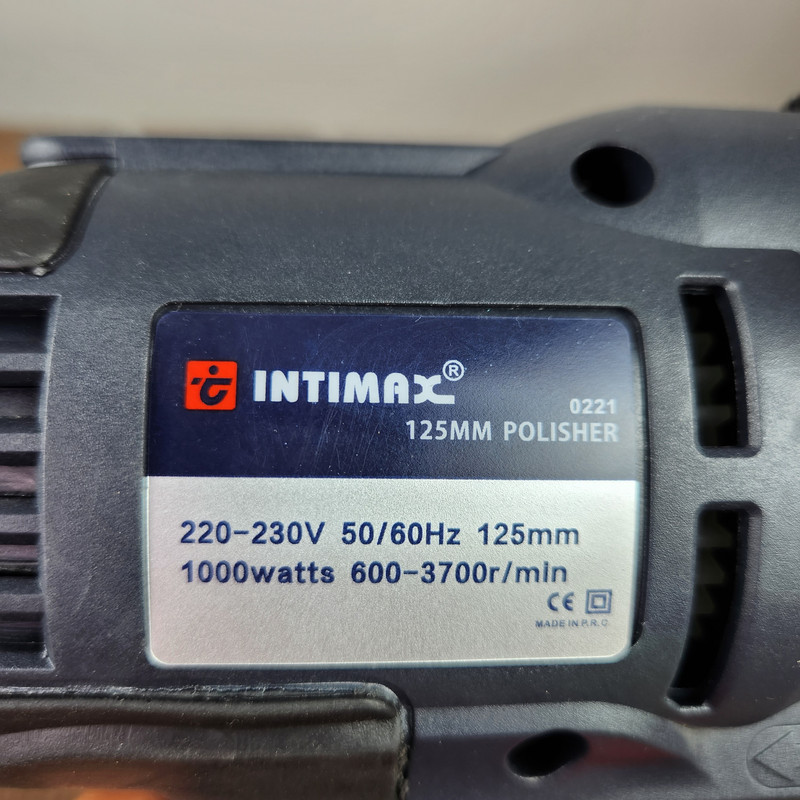 INTIMAX®
0221
125MM POLISHER
220-230V 50/60Hz 125mm
1000watts 600-3700r/min
CE
MADE IN P.R.C.